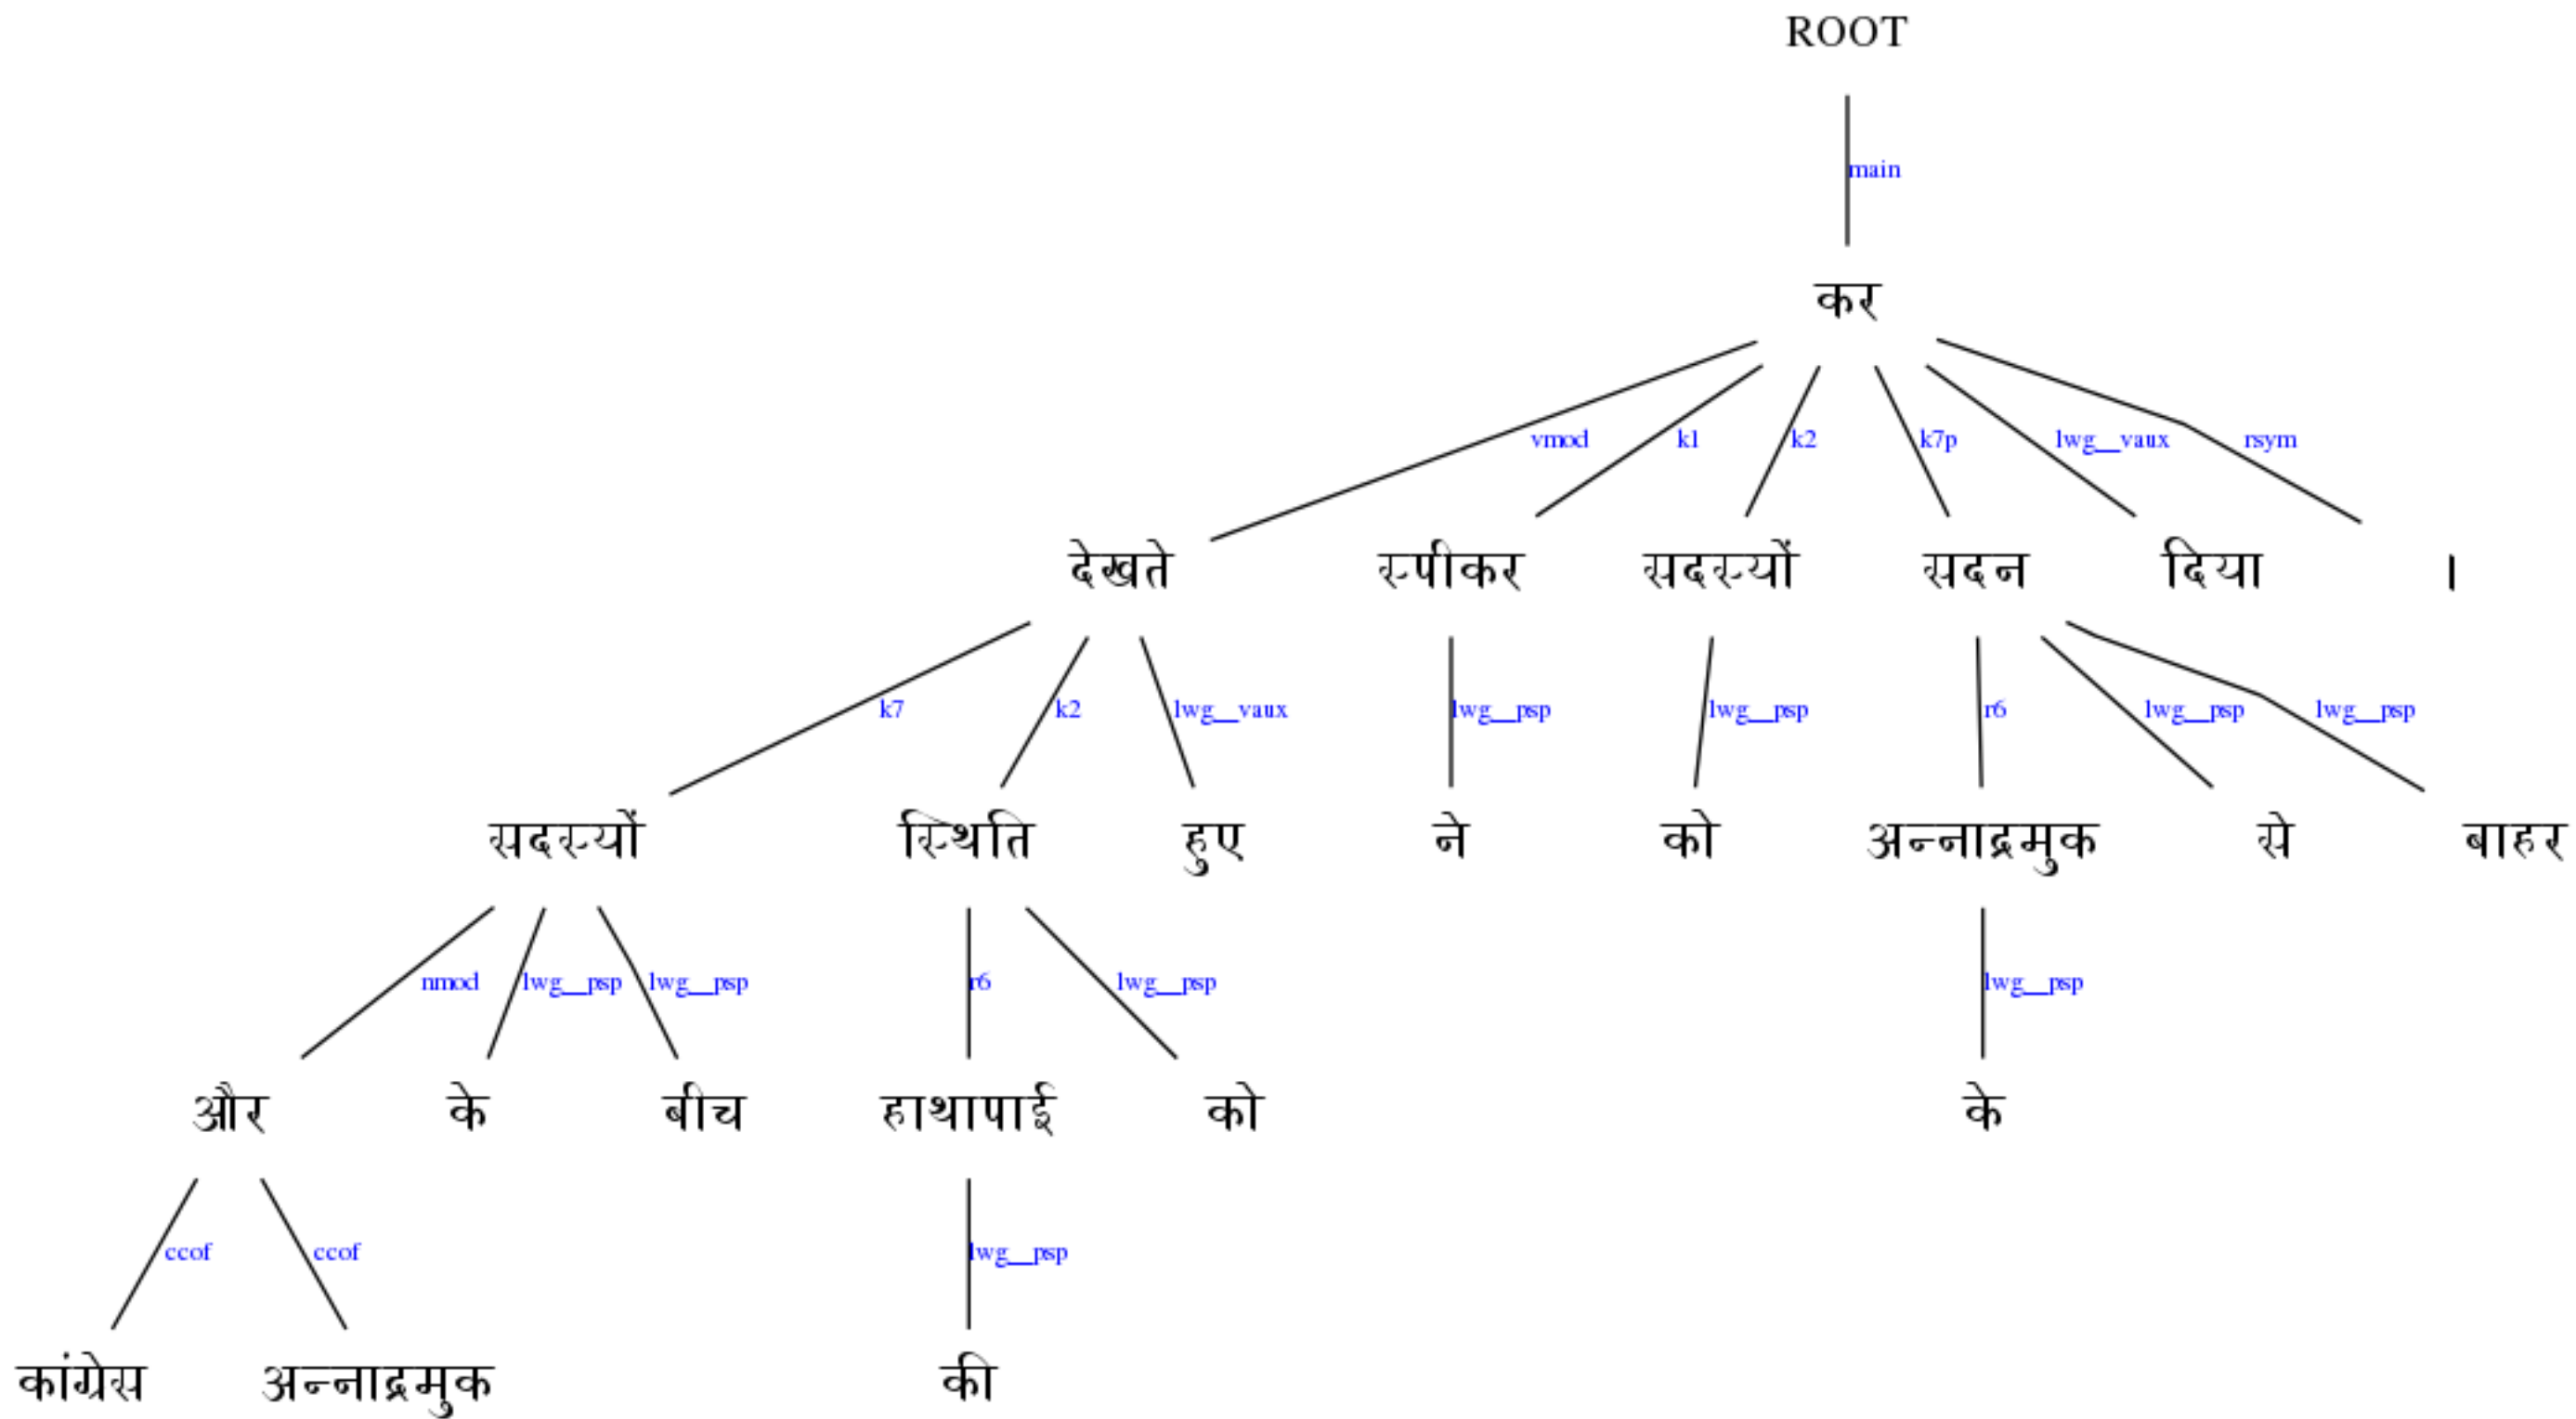 ROOT
main
कर
vmod k1 k2 k7p lwg__vaux rsym
देखते स्पीकर सदस्यों सदन दिया ।
k7 k2 lwg__vaux lwg__psp lwg__psp r6 lwg__psp lwg__psp
सदस्यों स्थिति हुए ने को अन्नाद्रमुक से बाहर
nmod lwg__psp lwg__psp r6 lwg__psp lwg__psp
और के बीच हाथापाई को के
ccof ccof lwg__psp
कांग्रेस अन्नाद्रमुक की